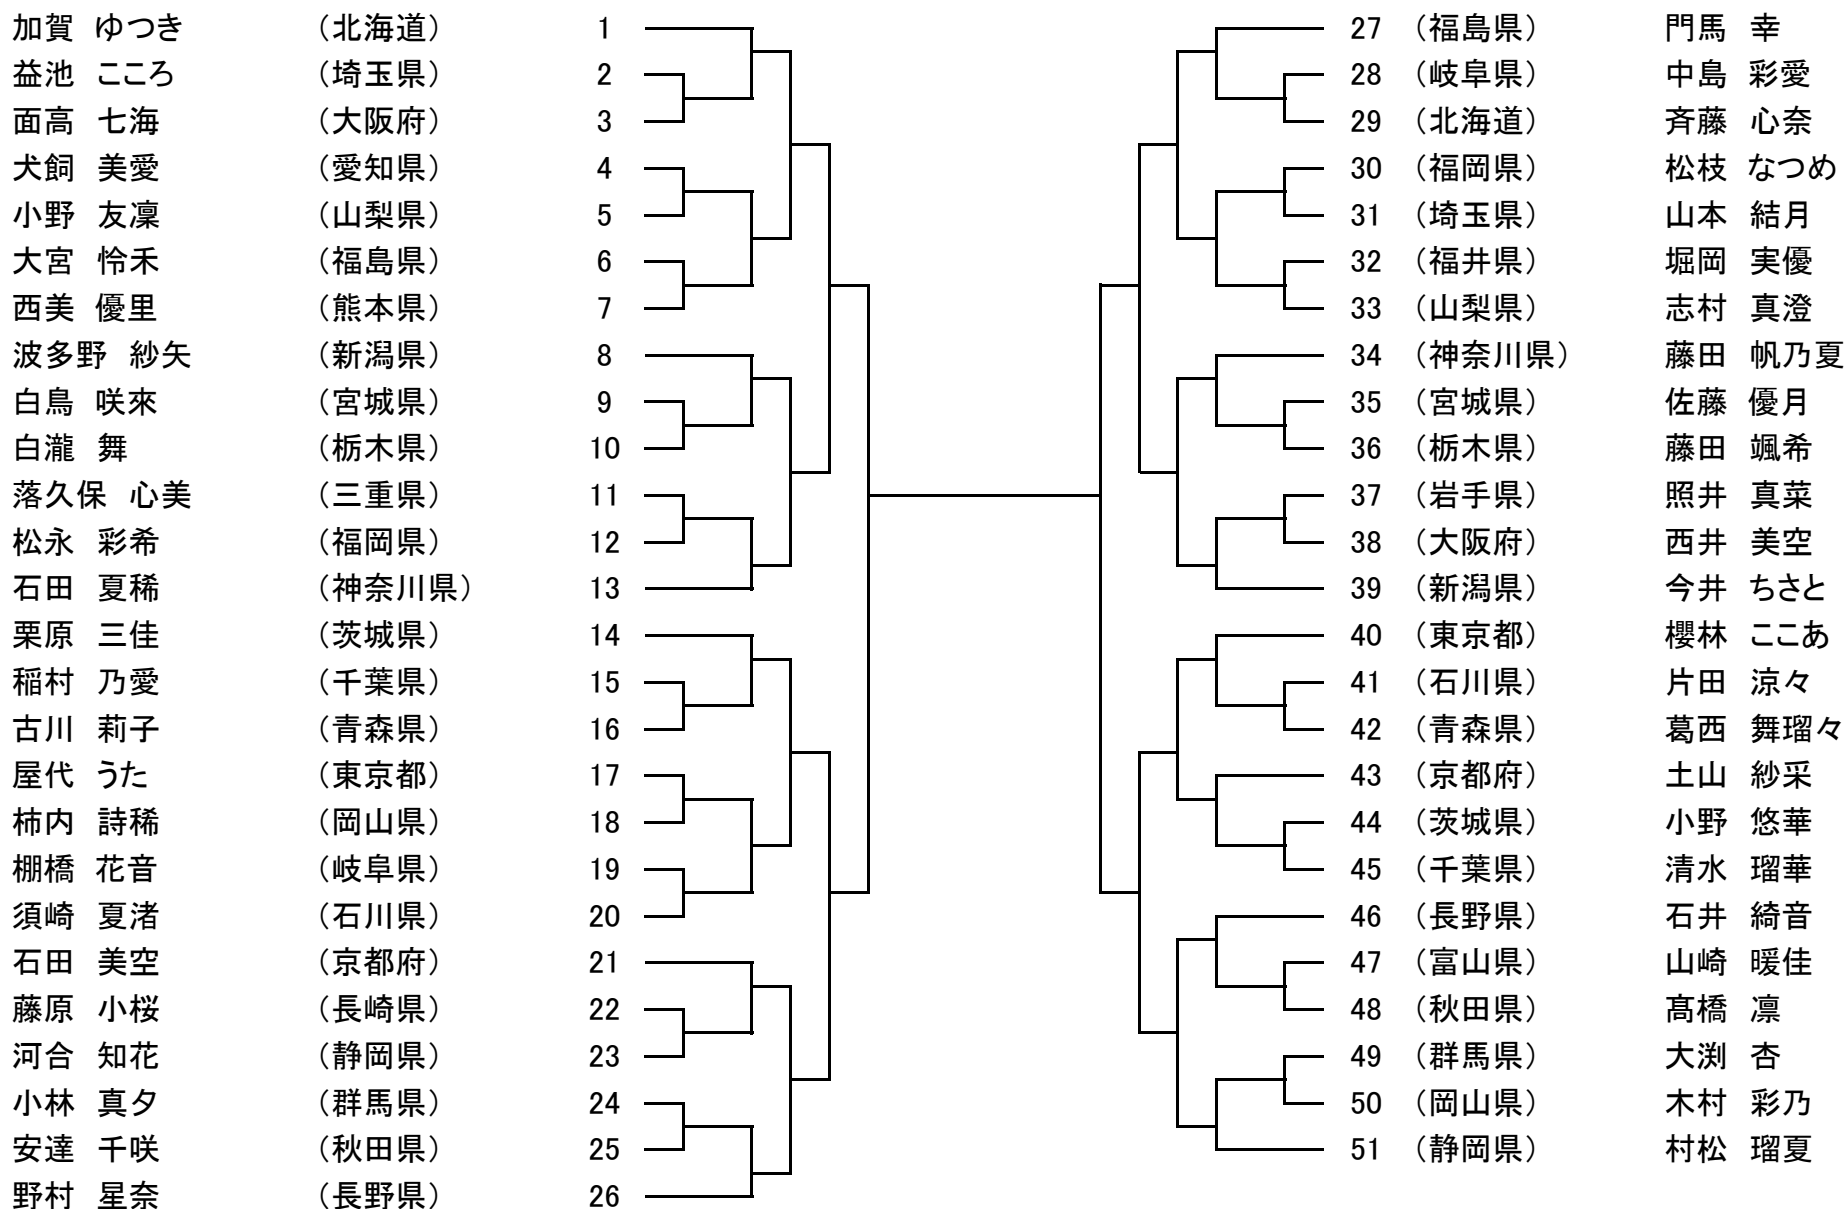 加賀 ゆつき （北海道） 1 27 （福島県） 門馬 幸
益池 こころ （埼玉県） 2 28 （岐阜県） 中島 彩愛
面高 七海 （大阪府） 3 29 （北海道） 斉藤 心奈
犬飼 美愛 （愛知県） 4 30 （福岡県） 松枝 なつめ
小野 友凜 （山梨県） 5 31 （埼玉県） 山本 結月
大宮 怜禾 （福島県） 6 32 （福井県） 堀岡 実優
西美 優里 （熊本県） 7 33 （山梨県） 志村 真澄
波多野 紗矢 （新潟県） 8 34 （神奈川県） 藤田 帆乃夏
白鳥 咲來 （宮城県） 9 35 （宮城県） 佐藤 優月
白瀧 舞 （栃木県） 10 36 （栃木県） 藤田 颯希
落久保 心美 （三重県） 11 37 （岩手県） 照井 真菜
松永 彩希 （福岡県） 12 38 （大阪府） 西井 美空
石田 夏稀 （神奈川県） 13 39 （新潟県） 今井 ちさと
栗原 三佳 （茨城県） 14 40 （東京都） 櫻林 ここあ
稲村 乃愛 （千葉県） 15 41 （石川県） 片田 涼々
古川 莉子 （青森県） 16 42 （青森県） 葛西 舞瑠々
屋代 うた （東京都） 17 43 （京都府） 土山 紗采
柿内 詩稀 （岡山県） 18 44 （茨城県） 小野 悠華
棚橋 花音 （岐阜県） 19 45 （千葉県） 清水 瑠華
須崎 夏渚 （石川県） 20 46 （長野県） 石井 綺音
石田 美空 （京都府） 21 47 （富山県） 山崎 暖佳
藤原 小桜 （長崎県） 22 48 （秋田県） 髙橋 凛
河合 知花 （静岡県） 23 49 （群馬県） 大渕 杏
小林 真夕 （群馬県） 24 50 （岡山県） 木村 彩乃
安達 千咲 （秋田県） 25 51 （静岡県） 村松 瑠夏
野村 星奈 （長野県） 26